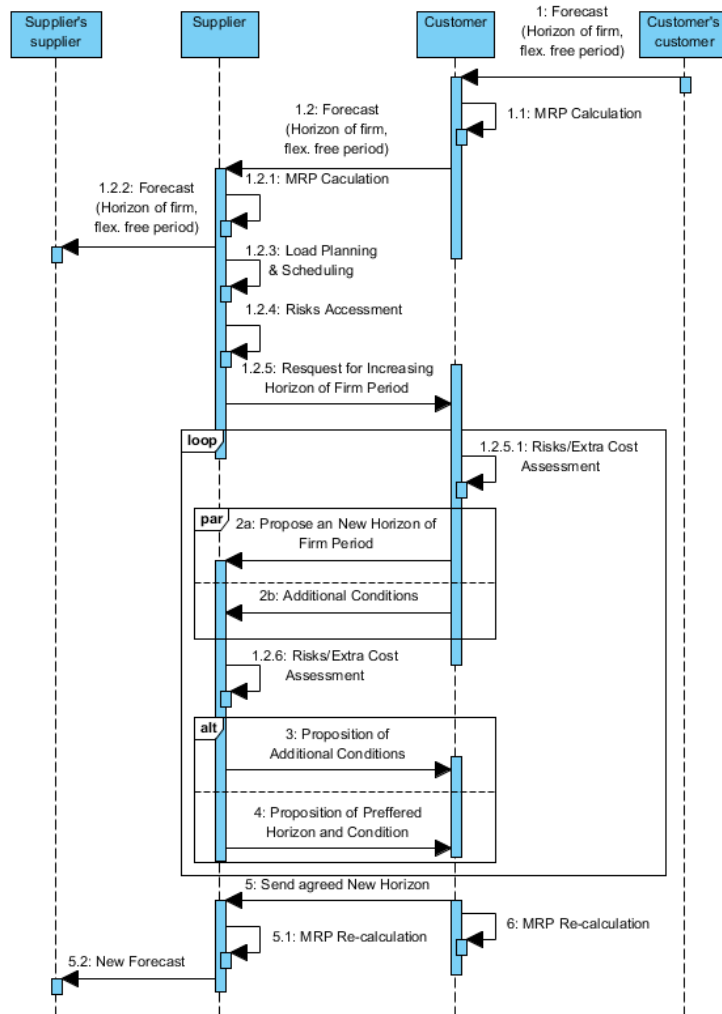 Supplier's
supplier
Supplier
Customer
Customer's
customer
1: Forecast
(Horizon of firm,
flex. free period)
1.1: MRP Calculation
1.2: Forecast
(Horizon of firm,
flex. free period)
1.2.1: MRP Caculation
1.2.2: Forecast
(Horizon of firm,
flex. free period)
1.2.3: Load Planning
& Scheduling
1.2.4: Risks Accessment
1.2.5: Resquest for Increasing
Horizon of Firm Period
loop
1.2.5.1: Risks/Extra Cost
Assessment
par
2a: Propose an New Horizon of
Firm Period
2b: Additional Conditions
1.2.6: Risks/Extra Cost
Assessment
alt
3: Proposition of
Additional Conditions
4: Proposition of Preffered
Horizon and Condition
5: Send agreed New Horizon
6: MRP Re-calculation
5.1: MRP Re-calculation
5.2: New Forecast